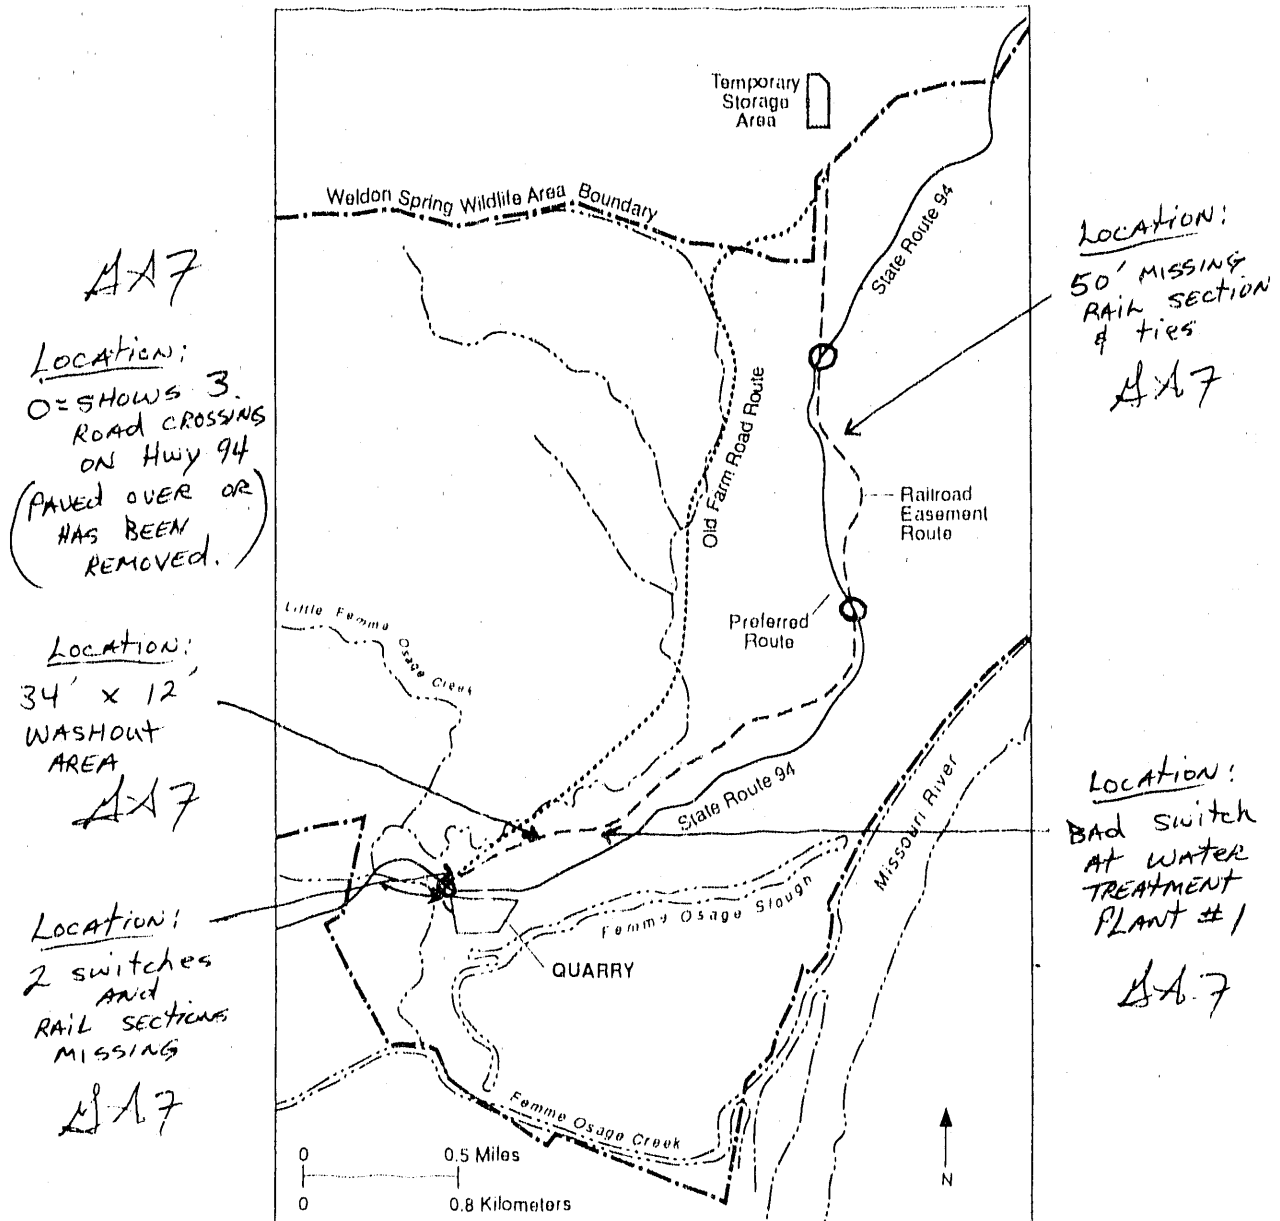 Temporary
Storage
Area
Weldon Spring Wildlife Area Boundary
State Route 94
Old Farm Road Route
Railroad
Easement
Route
Preferred
Route
Little Femme Osage Creek
State Route 94
Missouri River
Femme Osage Slough
QUARRY
Femme Osage Creek
0 0.5 Miles
0 0.8 Kilometers
N
LOCATION:
O=SHOWS 3
ROAD CROSSING
ON Hwy 94
(PAVED OVER OR
HAS BEEN
REMOVED.)
LOCATION:
34' x 12'
WASHOUT
AREA
LOCATION:
2 switches
AND
RAIL SECTIONS
MISSING
LOCATION:
50' MISSING
RAIL SECTION
& ties
LOCATION:
BAD SWITCH
AT WATER
TREATMENT
PLANT #1